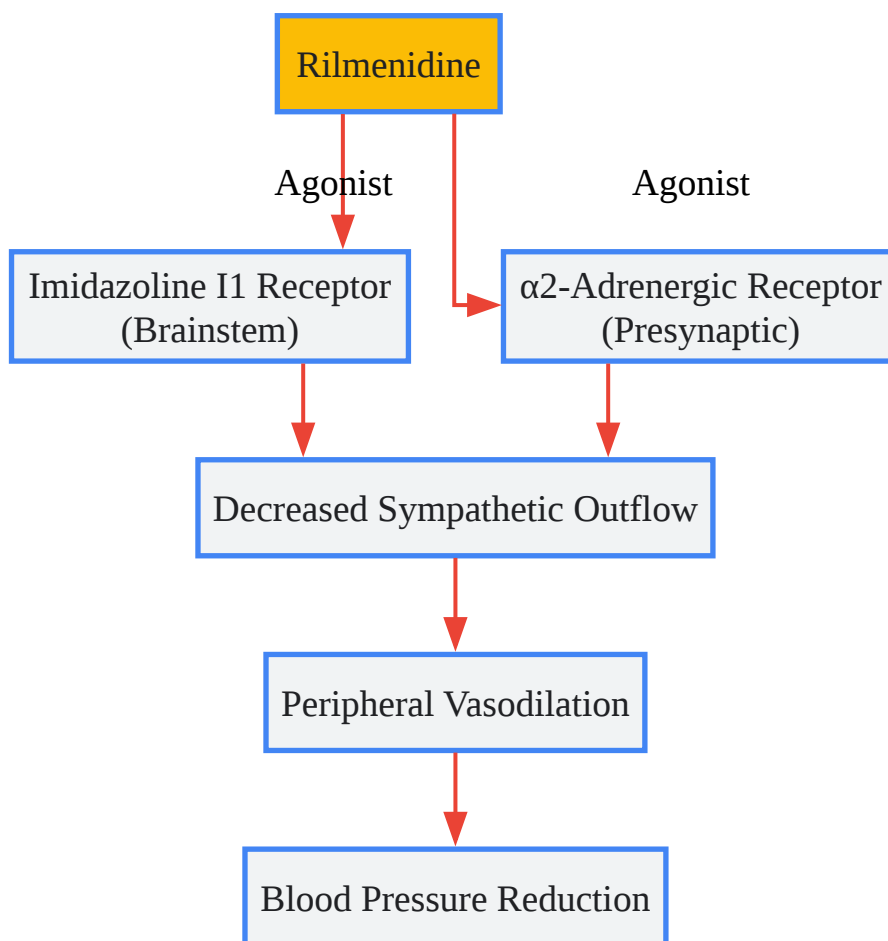 Rilmenidine
Agonist
Agonist
Imidazoline I1 Receptor
(Brainstem)
α2-Adrenergic Receptor
(Presynaptic)
Decreased Sympathetic Outflow
Peripheral Vasodilation
Blood Pressure Reduction